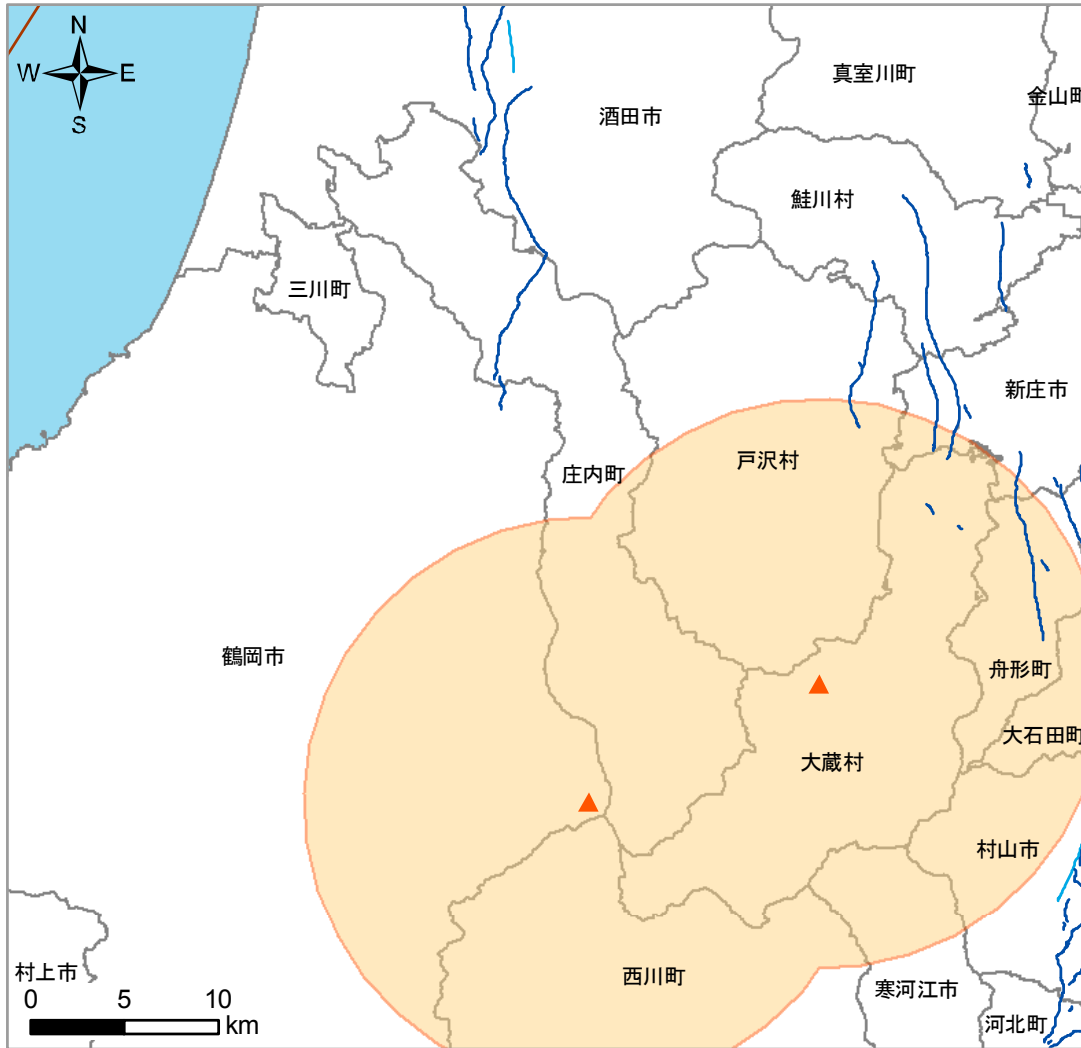 N
W E
S
真室川町
金山町
酒田市
鮭川村
三川町
新庄市
戸沢村
庄内町
鶴岡市
舟形町
大石田町
大蔵村
村山市
村上市
西川町
寒河江市
河北町
0 5 10
km